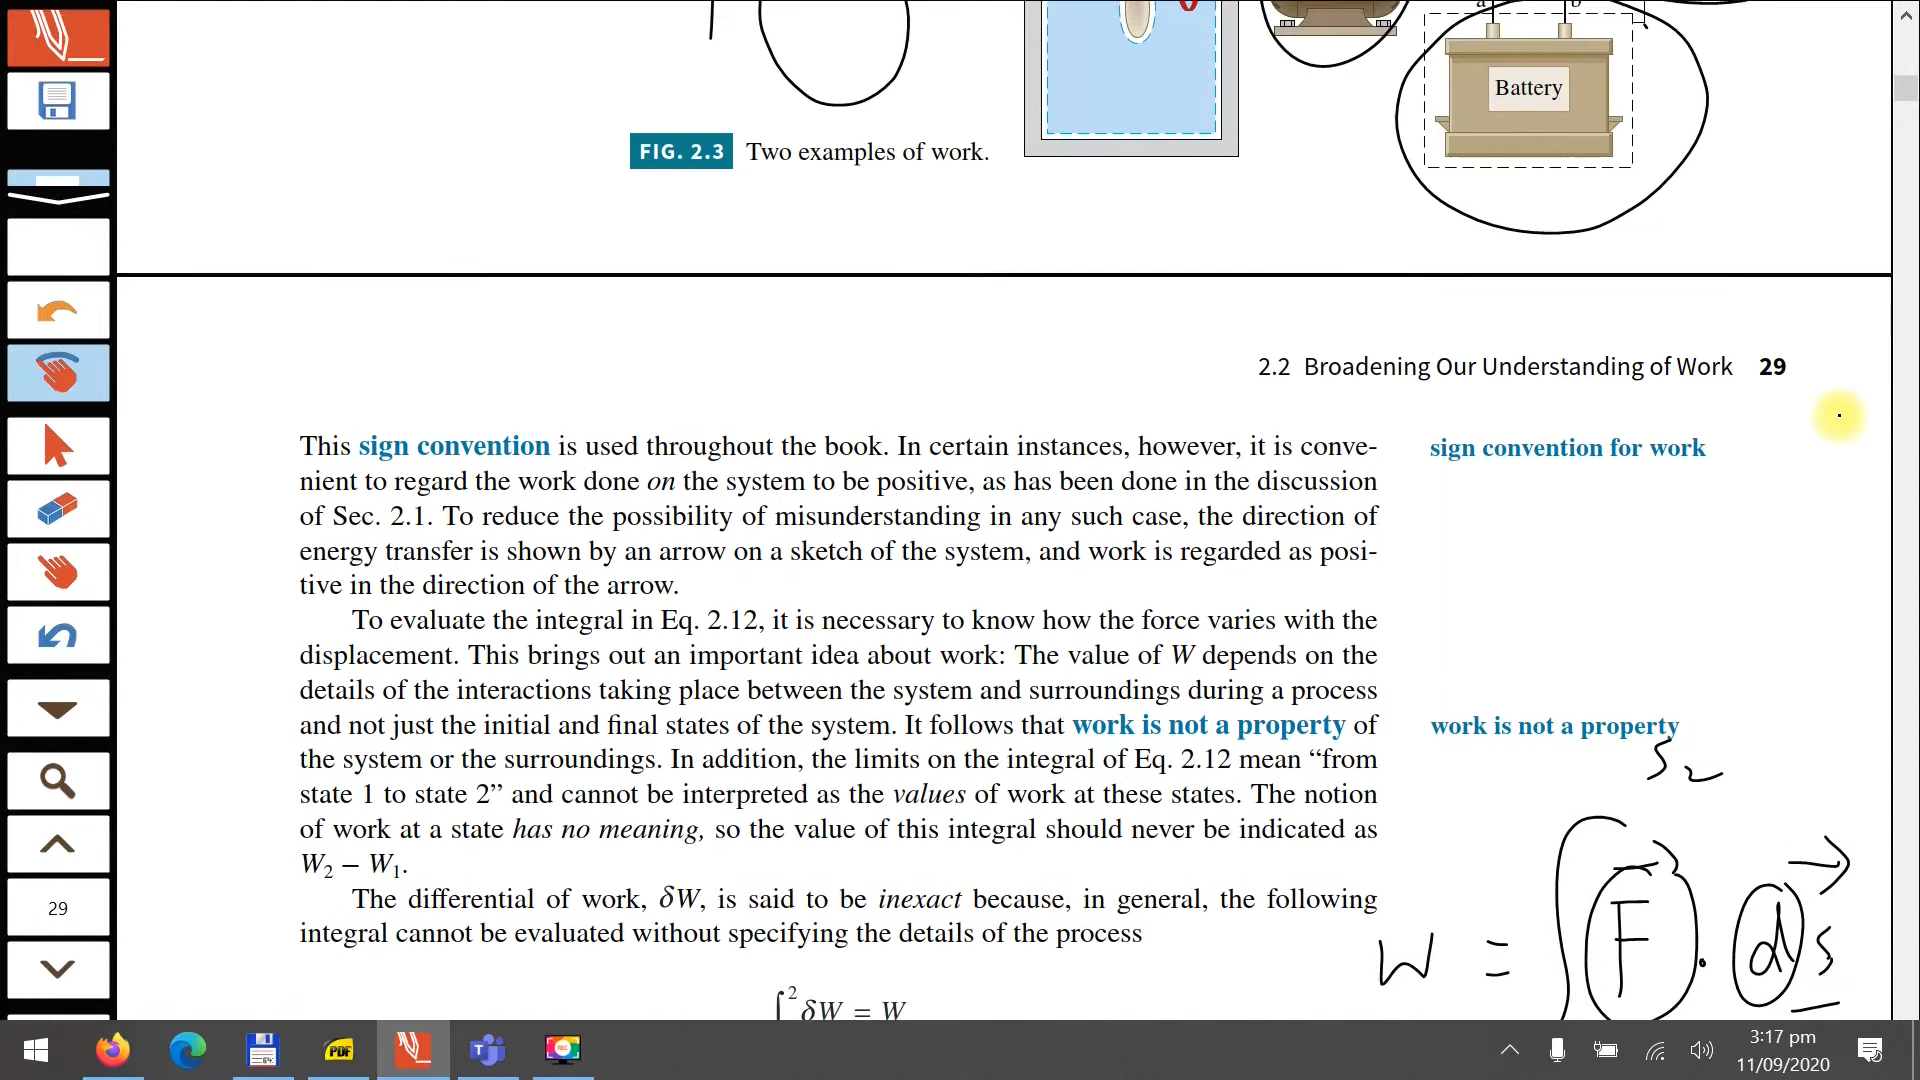 a b
Battery
FIG. 2.3 Two examples of work.
2.2 Broadening Our Understanding of Work 29
This sign convention is used throughout the book. In certain instances, however, it is conve-
nient to regard the work done on the system to be positive, as has been done in the discussion
of Sec. 2.1. To reduce the possibility of misunderstanding in any such case, the direction of
energy transfer is shown by an arrow on a sketch of the system, and work is regarded as posi-
tive in the direction of the arrow.
sign convention for work
To evaluate the integral in Eq. 2.12, it is necessary to know how the force varies with the
displacement. This brings out an important idea about work: The value of W depends on the
details of the interactions taking place between the system and surroundings during a process
and not just the initial and final states of the system. It follows that work is not a property of
the system or the surroundings. In addition, the limits on the integral of Eq. 2.12 mean “from
state 1 to state 2” and cannot be interpreted as the values of work at these states. The notion
of work at a state has no meaning, so the value of this integral should never be indicated as
W₂ − W₁.
work is not a property
The differential of work, δW, is said to be inexact because, in general, the following
integral cannot be evaluated without specifying the details of the process
∫² δW = W
S₂
W = ∫ F⃗ · ds⃗
29
PDF
3:17 pm
11/09/2020